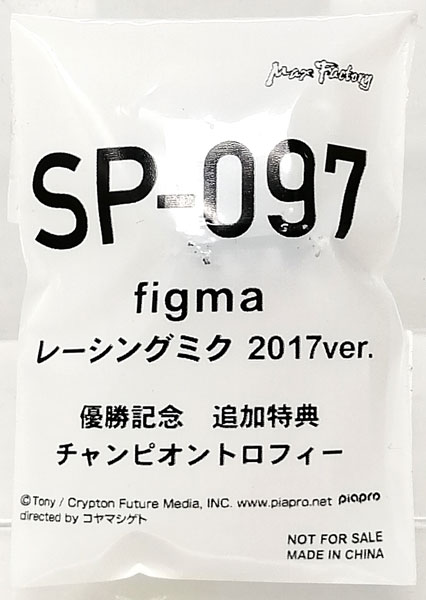 Max Factory
SP-097
figma
レーシングミク 2017ver.
優勝記念 追加特典
チャンピオントロフィー
©Tony / Crypton Future Media, INC. www.piapro.net piapro
directed by コヤマシゲト
NOT FOR SALE
MADE IN CHINA